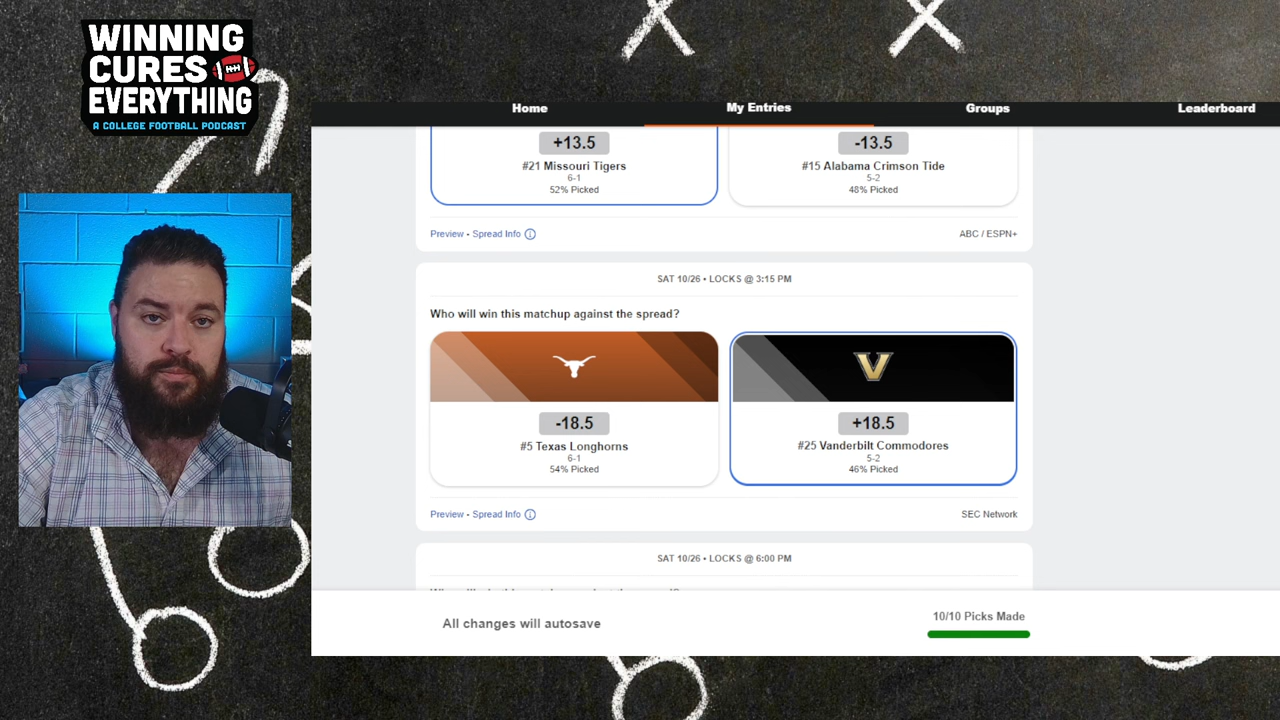 WINNING
CURES
EVERYTHING
A COLLEGE FOOTBALL PODCAST
Home
My Entries
Groups
Leaderboard
+13.5
#21 Missouri Tigers
6-1
52% Picked
-13.5
#15 Alabama Crimson Tide
5-2
48% Picked
Preview • Spread Info
ABC / ESPN+
SAT 10/26 • LOCKS @ 3:15 PM
Who will win this matchup against the spread?
V
-18.5
#5 Texas Longhorns
6-1
54% Picked
+18.5
#25 Vanderbilt Commodores
5-2
46% Picked
Preview • Spread Info
SEC Network
SAT 10/26 • LOCKS @ 6:00 PM
All changes will autosave
10/10 Picks Made